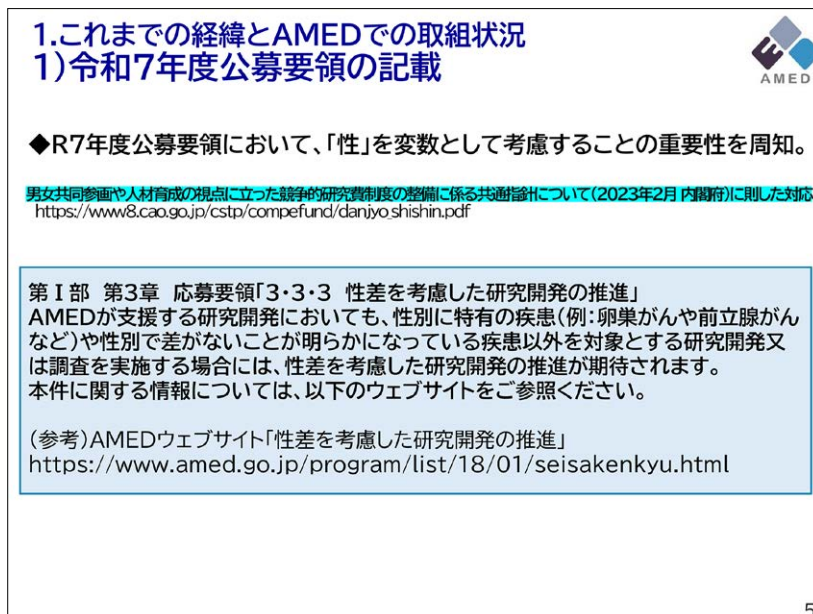 1.これまでの経緯とAMEDでの取組状況
1)令和7年度公募要領の記載
AMED
◆R7年度公募要領において、「性」を変数として考慮することの重要性を周知。
男女共同参画や人材育成の視点に立った競争的研究費制度の整備に係る共通指針について(2023年2月 内閣府)に則した対応
https://www8.cao.go.jp/cstp/compefund/danjyo_shishin.pdf
第Ⅰ部 第3章 応募要領「3・3・3 性差を考慮した研究開発の推進」
AMEDが支援する研究開発においても、性別に特有の疾患(例:卵巣がんや前立腺がん
など)や性別で差がないことが明らかになっている疾患以外を対象とする研究開発又
は調査を実施する場合には、性差を考慮した研究開発の推進が期待されます。
本件に関する情報については、以下のウェブサイトをご参照ください。
(参考)AMEDウェブサイト「性差を考慮した研究開発の推進」
https://www.amed.go.jp/program/list/18/01/seisakenkyu.html
5